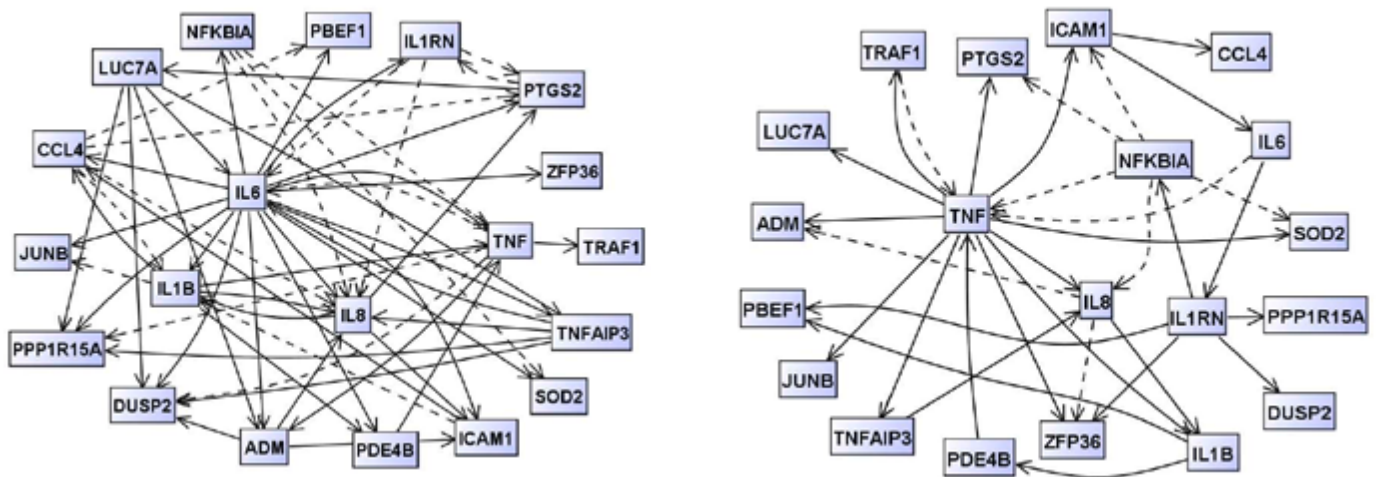 NFKBIA
PBEF1
IL1RN
LUC7A
PTGS2
CCL4
ZFP36
IL6
TNF
TRAF1
JUNB
IL1B
IL8
TNFAIP3
PPP1R15A
SOD2
DUSP2
ICAM1
ADM
PDE4B
ICAM1
TRAF1
PTGS2
CCL4
LUC7A
IL6
NFKBIA
TNF
ADM
SOD2
IL8
PBEF1
IL1RN
PPP1R15A
JUNB
DUSP2
TNFAIP3
ZFP36
IL1B
PDE4B